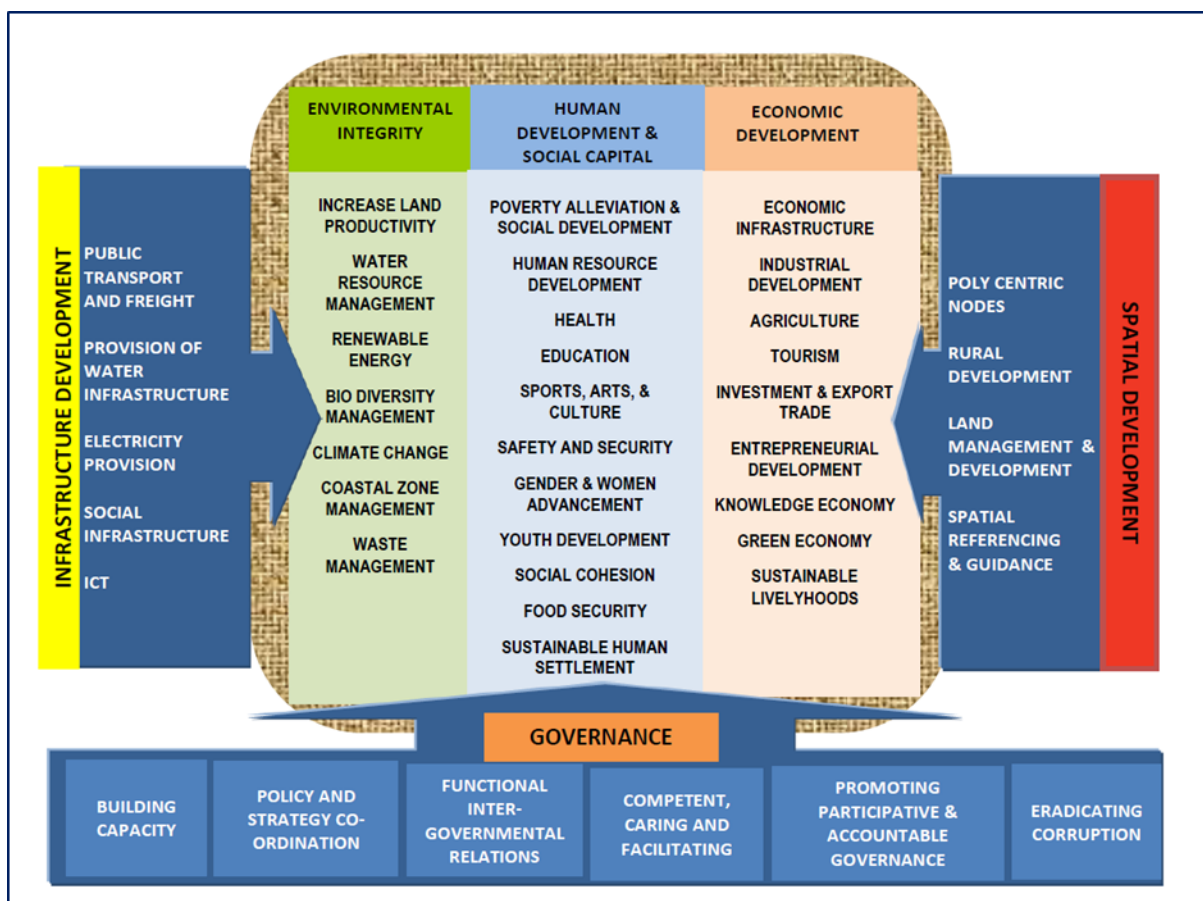 ENVIRONMENTAL
INTEGRITY
HUMAN
DEVELOPMENT &
SOCIAL CAPITAL
ECONOMIC
DEVELOPMENT
INFRASTRUCTURE DEVELOPMENT
PUBLIC
TRANSPORT
AND FREIGHT
PROVISION OF
WATER
INFRASTRUCTURE
ELECTRICITY
PROVISION
SOCIAL
INFRASTRUCTURE
ICT
INCREASE LAND
PRODUCTIVITY
WATER
RESOURCE
MANAGEMENT
RENEWABLE
ENERGY
BIO DIVERSITY
MANAGEMENT
CLIMATE CHANGE
COASTAL ZONE
MANAGEMENT
WASTE
MANAGEMENT
POVERTY ALLEVIATION &
SOCIAL DEVELOPMENT
HUMAN RESOURCE
DEVELOPMENT
HEALTH
EDUCATION
SPORTS, ARTS, &
CULTURE
SAFETY AND SECURITY
GENDER & WOMEN
ADVANCEMENT
YOUTH DEVELOPMENT
SOCIAL COHESION
FOOD SECURITY
SUSTAINABLE HUMAN
SETTLEMENT
ECONOMIC
INFRASTRUCTURE
INDUSTRIAL
DEVELOPMENT
AGRICULTURE
TOURISM
INVESTMENT & EXPORT
TRADE
ENTREPRENEURIAL
DEVELOPMENT
KNOWLEDGE ECONOMY
GREEN ECONOMY
SUSTAINABLE
LIVELYHOODS
POLY CENTRIC
NODES
RURAL
DEVELOPMENT
LAND
MANAGEMENT &
DEVELOPMENT
SPATIAL
REFERENCING
& GUIDANCE
SPATIAL DEVELOPMENT
GOVERNANCE
BUILDING
CAPACITY
POLICY AND
STRATEGY CO-
ORDINATION
FUNCTIONAL
INTER-
GOVERNMENTAL
RELATIONS
COMPETENT,
CARING AND
FACILITATING
PROMOTING
PARTICIPATIVE &
ACCOUNTABLE
GOVERNANCE
ERADICATING
CORRUPTION